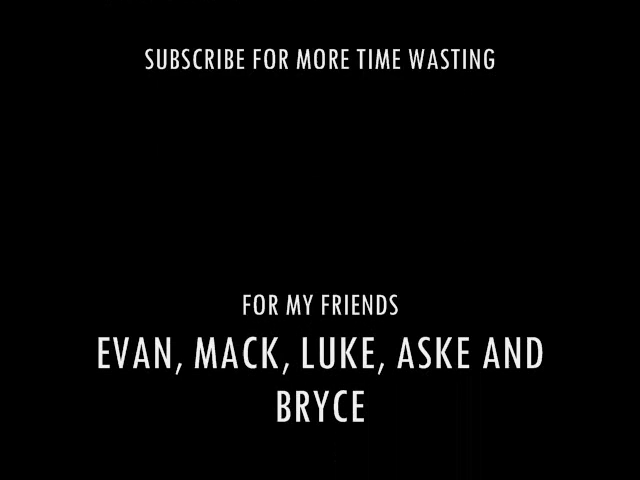 SUBSCRIBE FOR MORE TIME WASTING
FOR MY FRIENDS
EVAN, MACK, LUKE, ASKE AND
BRYCE